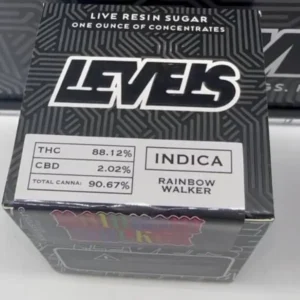 LIVE RESIN SUGAR
ONE OUNCE OF CONCENTRATES
LEVELS
THC 88.12%
CBD 2.02%
TOTAL CANNA: 90.67%
INDICA
RAINBOW
WALKER